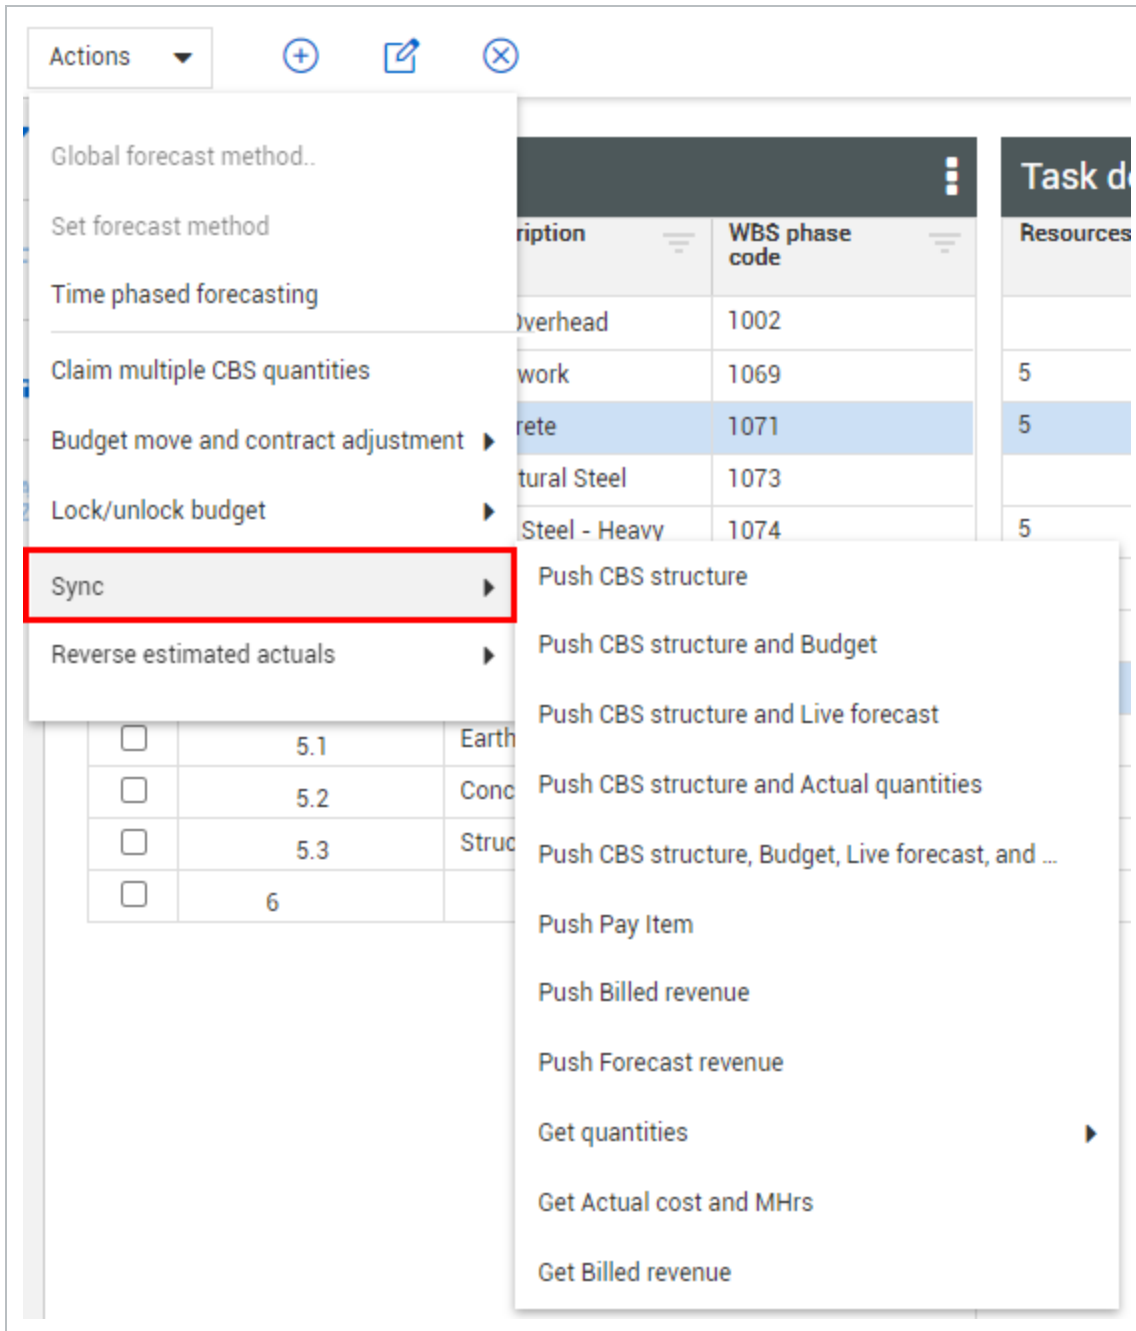 Actions
Global forecast method..
Set forecast method
Time phased forecasting
Claim multiple CBS quantities
Budget move and contract adjustment
Lock/unlock budget
Sync
Reverse estimated actuals
Task
ription
WBS phase
code
Resources
Overhead
1002
work
1069
5
rete
1071
5
tural Steel
1073
Steel - Heavy
1074
5
Push CBS structure
Push CBS structure and Budget
Push CBS structure and Live forecast
Push CBS structure and Actual quantities
Push CBS structure, Budget, Live forecast, and ...
Push Pay Item
Push Billed revenue
Push Forecast revenue
Get quantities
Get Actual cost and MHrs
Get Billed revenue
5.1
Earth
5.2
Conc
5.3
Struc
6